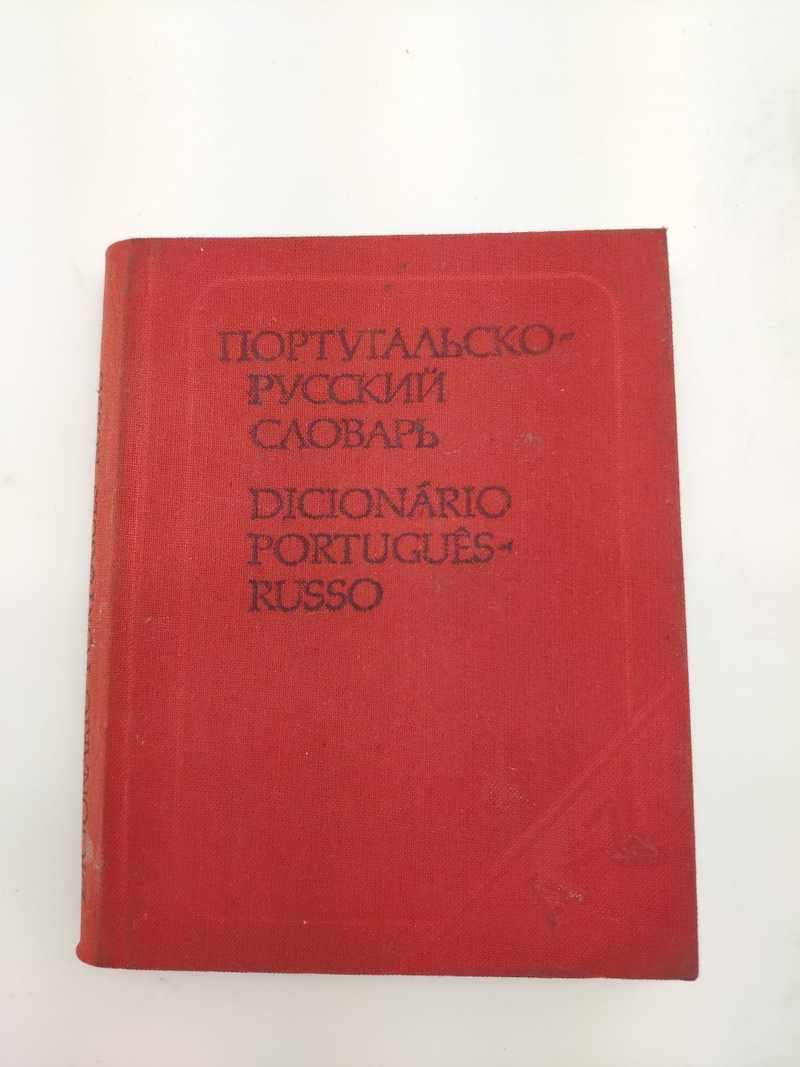 ПОРТУГАЛЬСКО-
РУССКИЙ
СЛОВАРЬ
DICIONÁRIO
PORTUGUÊS-
RUSSO
A-Z